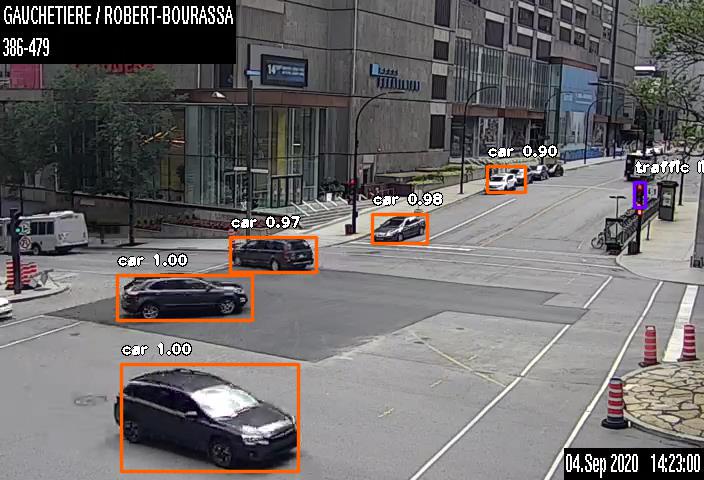 GAUCHETIERE / ROBERT-BOURASSA
386-479
car 0.90
traffic
car 0.98
car 0.97
car 1.00
car 1.00
04.Sep 2020 14:23:00